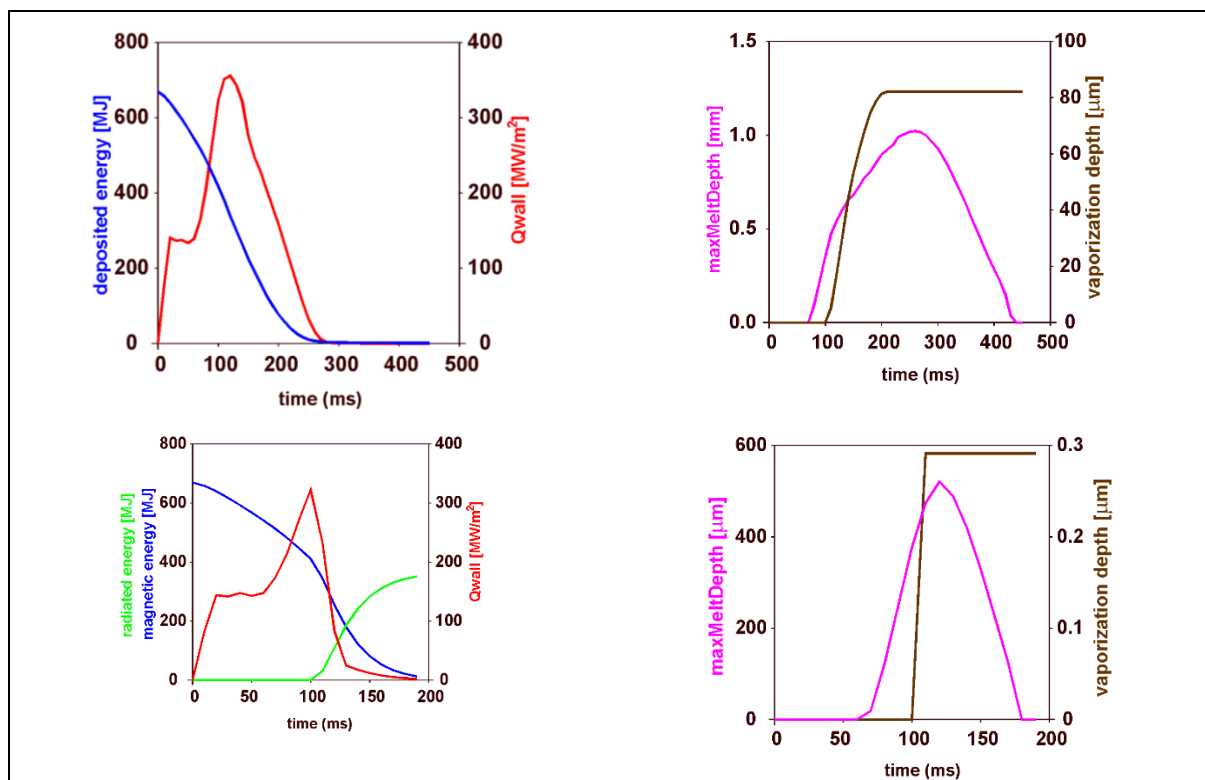 800
600
400
200
0
deposited energy [MJ]
400
300
200
100
0
Qwall [MW/m²]
0 100 200 300 400 500
time (ms)
1.5
1.0
0.5
0.0
maxMeltDepth [mm]
100
80
60
40
20
0
vaporization depth [μm]
0 100 200 300 400 500
time (ms)
800
600
400
200
0
radiated energy [MJ]
magnetic energy [MJ]
400
300
200
100
0
Qwall [MW/m²]
0 50 100 150 200
time (ms)
600
400
200
0
maxMeltDepth [μm]
0.3
0.2
0.1
0
vaporization depth [μm]
0 50 100 150 200
time (ms)